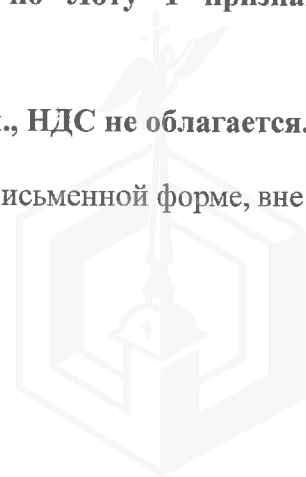 по Лоту 1 призна
., НДС не облагается.
исьменной форме, вне